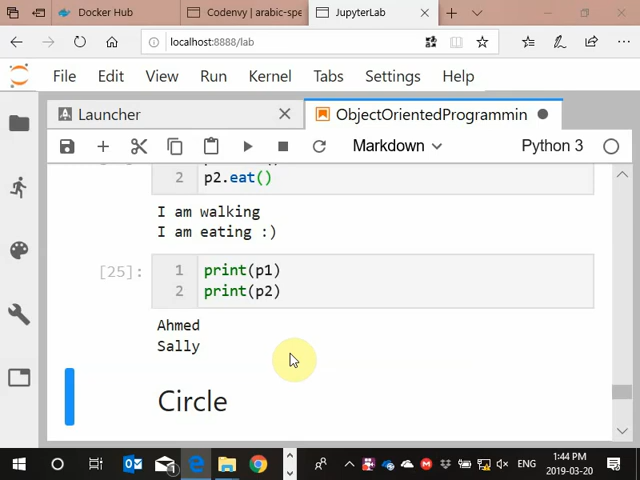 Docker Hub
Codenvy | arabic-spe
JupyterLab
localhost:8888/lab
File Edit View Run Kernel Tabs Settings Help
Launcher
ObjectOrientedProgrammin
Markdown
Python 3
2 p2.eat()
I am walking
I am eating :)
[25]:
1 print(p1)
2 print(p2)
Ahmed
Sally
Circle
ENG
1:44 PM
2019-03-20